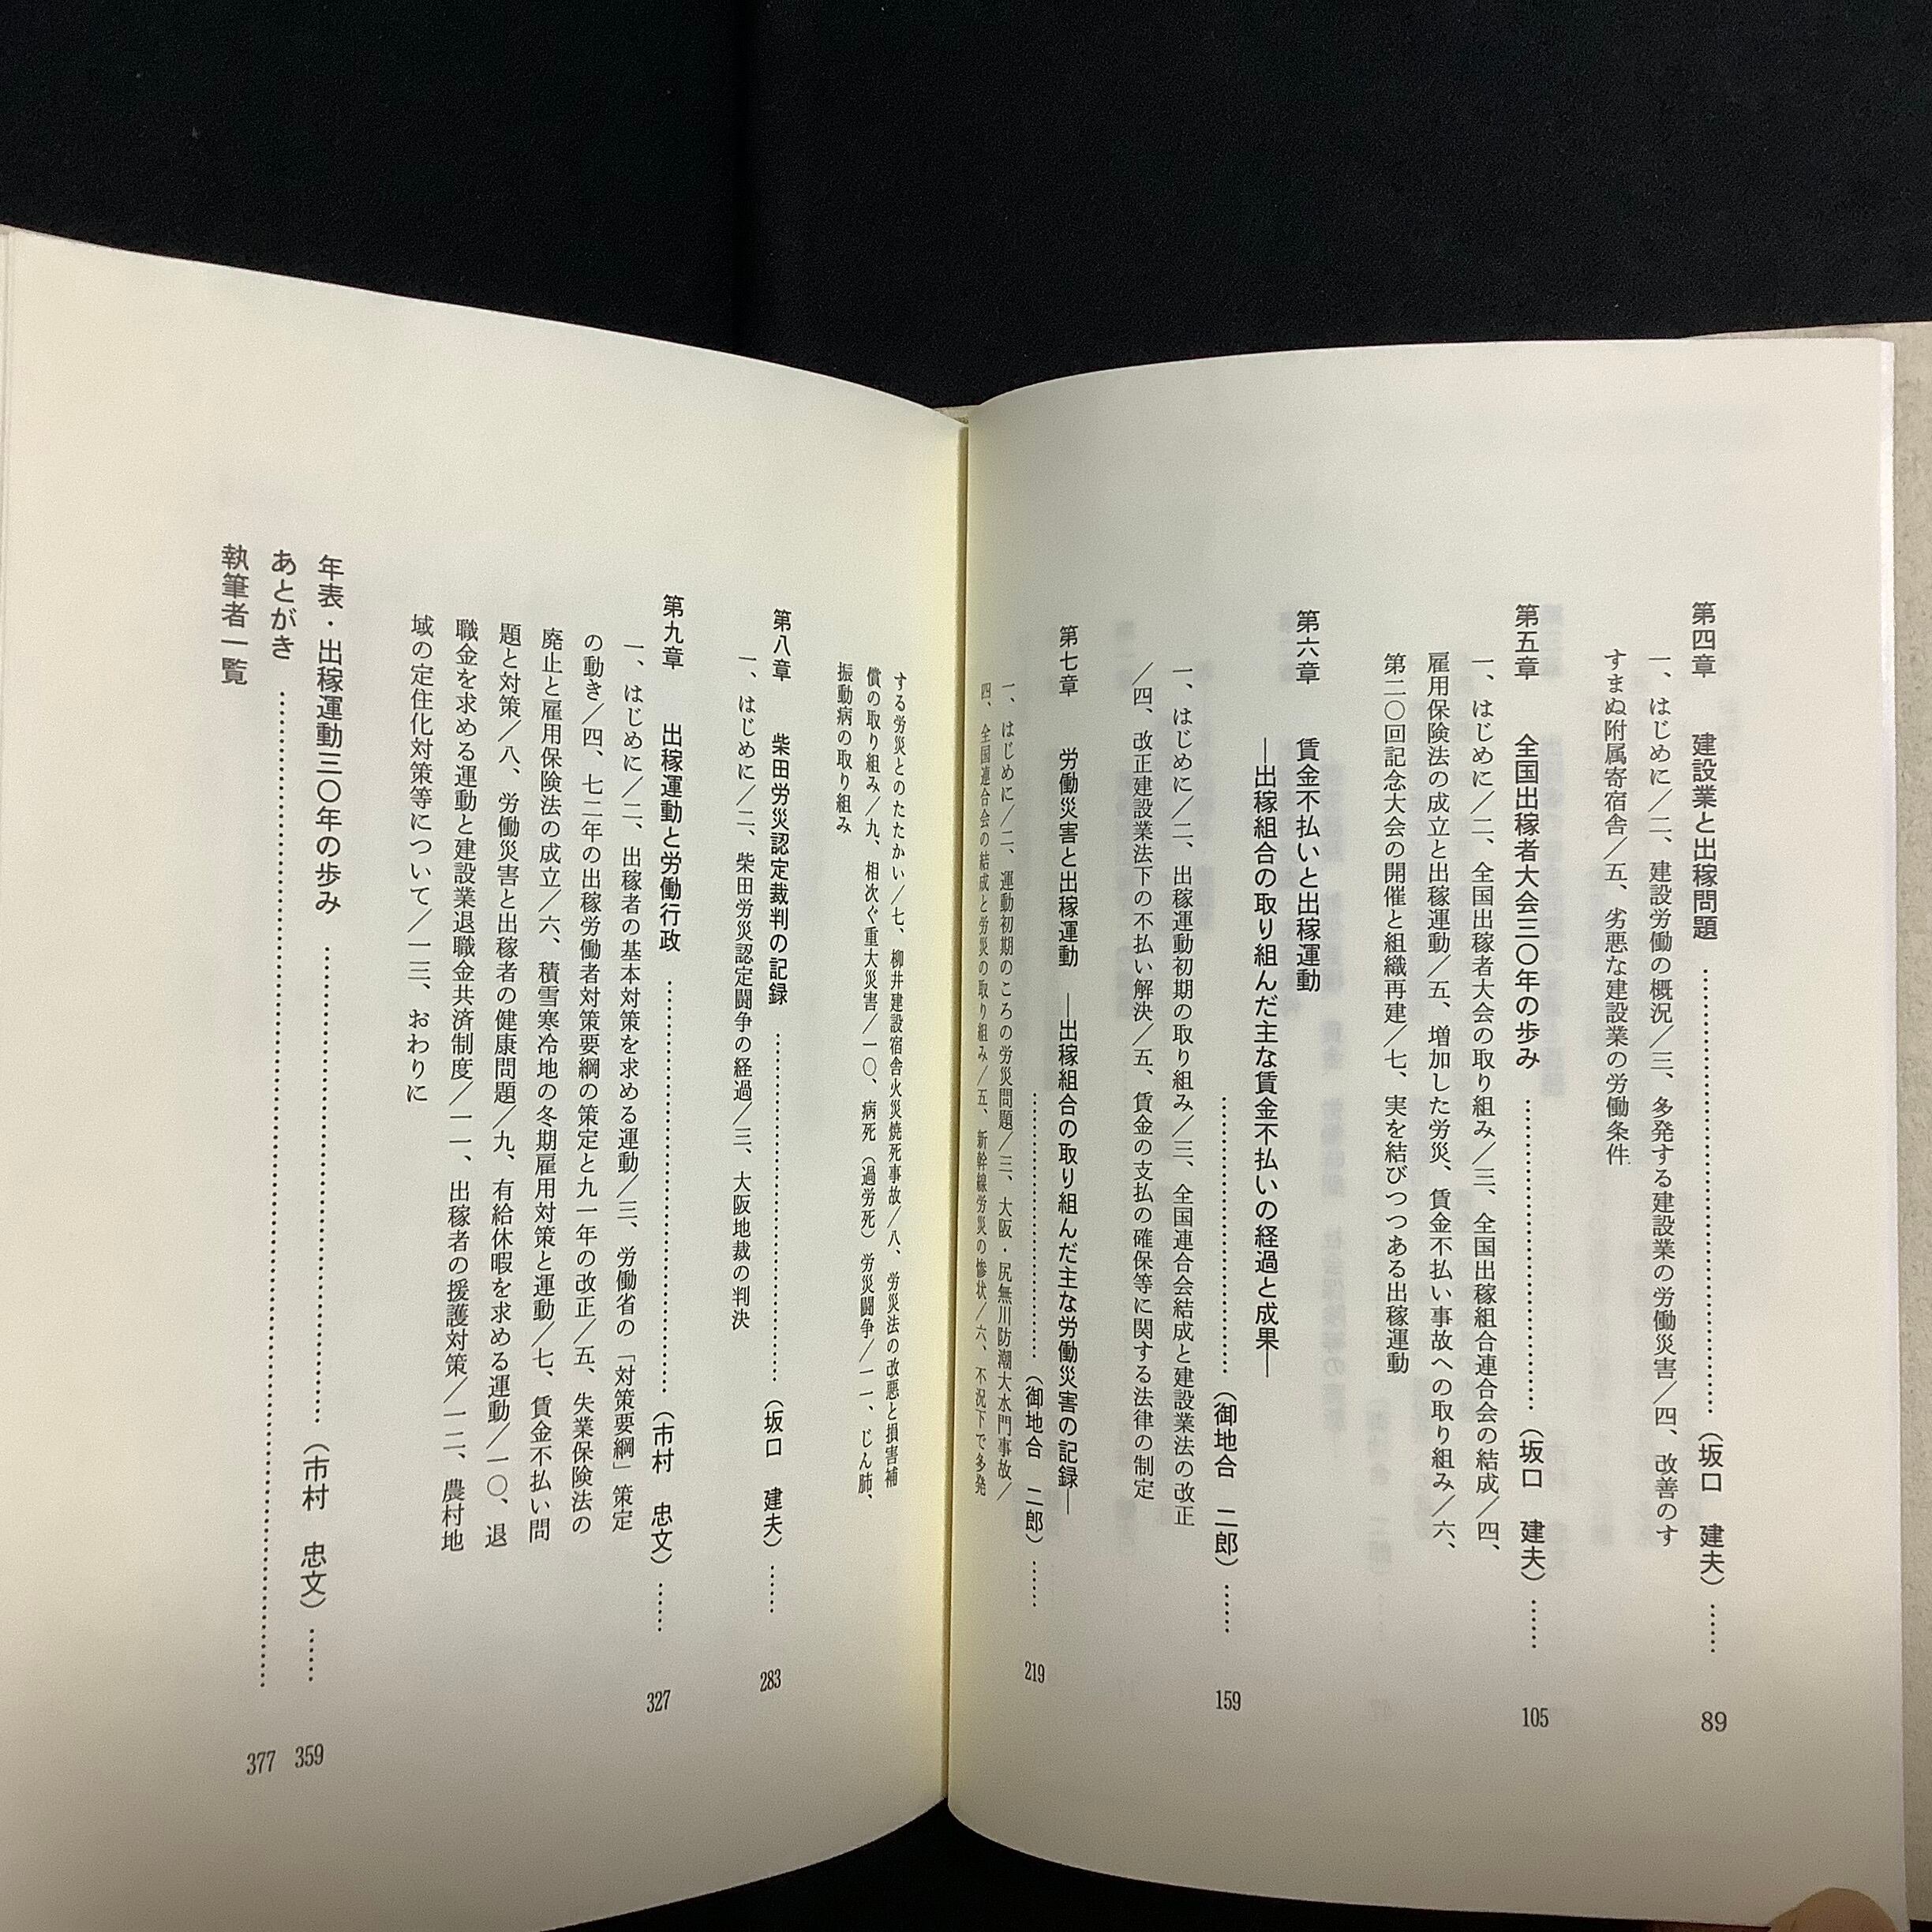 第四章　建設業と出稼問題 ……………………………（坂口　建夫）…… 89
一、はじめに／二、建設労働の概況／三、多発する建設業の労働災害／四、改善のす
すまぬ附属寄宿舎／五、劣悪な建設業の労働条件
第五章　全国出稼者大会三〇年の歩み ……………………（坂口　建夫）…… 105
一、はじめに／二、全国出稼者大会の取り組み／三、全国出稼組合連合会の結成／四、
雇用保険法の成立と出稼運動／五、増加した労災、賃金不払い事故への取り組み／六、
第二〇回記念大会の開催と組織再建／七、実を結びつつある出稼運動
第六章　賃金不払いと出稼運動
―出稼組合の取り組んだ主な賃金不払いの経過と成果―
……………………（御地合　二郎）…… 159
一、はじめに／二、出稼運動初期の取り組み／三、全国連合会結成と建設業法の改正
／四、改正建設業法下の不払い解決／五、賃金の支払の確保等に関する法律の制定
第七章　労働災害と出稼運動　―出稼組合の取り組んだ主な労働災害の記録―
……………………（御地合　二郎）…… 219
一、はじめに／二、運動初期のころの労災問題／三、大阪・尻無川防潮大水門事故／
四、全国連合会の結成と労災の取り組み／五、新幹線労災の惨状／六、不況下で多発
する労災とのたたかい／七、柳井建設宿舎火災焼死事故／八、労災法の改悪と損害補
償の取り組み／九、相次ぐ重大災害／一〇、病死（過労死）労災闘争／一一、じん肺、
振動病の取り組み
第八章　柴田労災認定裁判の記録 ……………………（坂口　建夫）…… 283
一、はじめに／二、柴田労災認定闘争の経過／三、大阪地裁の判決
第九章　出稼運動と労働行政 ……………………………（市村　忠文）…… 327
一、はじめに／二、出稼者の基本対策を求める運動／三、労働省の「対策要綱」策定
の動き／四、七二年の出稼労働者対策要綱の策定と九一年の改正／五、失業保険法の
廃止と雇用保険法の成立／六、積雪寒冷地の冬期雇用対策と運動／七、賃金不払い問
題と対策／八、労働災害と出稼者の健康問題／九、有給休暇を求める運動／一〇、退
職金を求める運動と建設業退職金共済制度／一一、出稼者の援護対策／一二、農村地
域の定住化対策等について／一三、おわりに
年表・出稼運動三〇年の歩み ……………………………（市村　忠文）…… 359
あとがき …………………………………………………………… 377
執筆者一覧